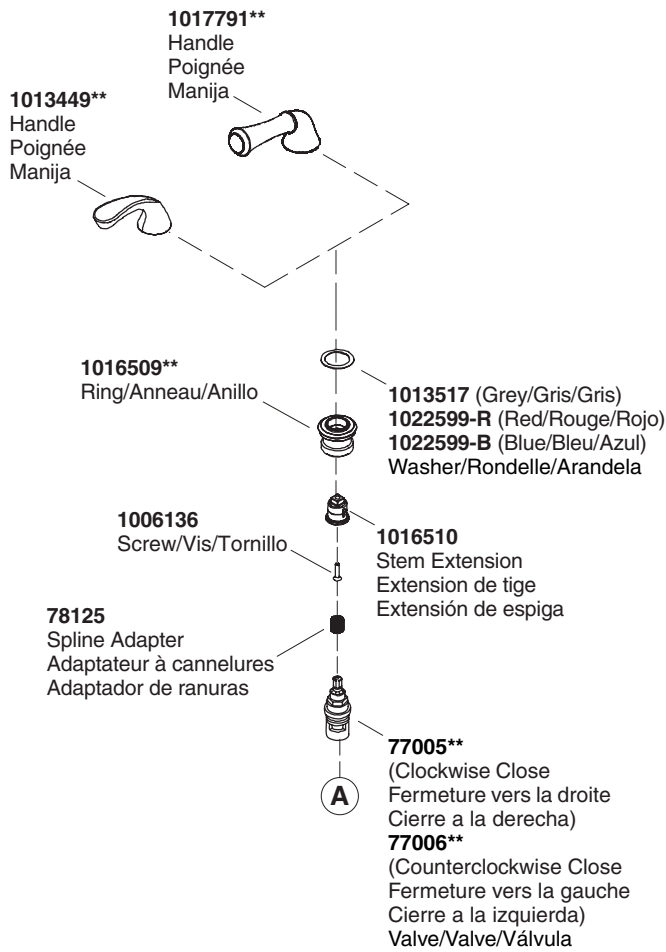 1017791**
Handle
Poignée
Manija
1013449**
Handle
Poignée
Manija
1016509**
Ring/Anneau/Anillo
1013517 (Grey/Gris/Gris)
1022599-R (Red/Rouge/Rojo)
1022599-B (Blue/Bleu/Azul)
Washer/Rondelle/Arandela
1006136
Screw/Vis/Tornillo
1016510
Stem Extension
Extension de tige
Extensión de espiga
78125
Spline Adapter
Adaptateur à cannelures
Adaptador de ranuras
77005**
(Clockwise Close
Fermeture vers la droite
Cierre a la derecha)
77006**
(Counterclockwise Close
Fermeture vers la gauche
Cierre a la izquierda)
Valve/Valve/Válvula
A